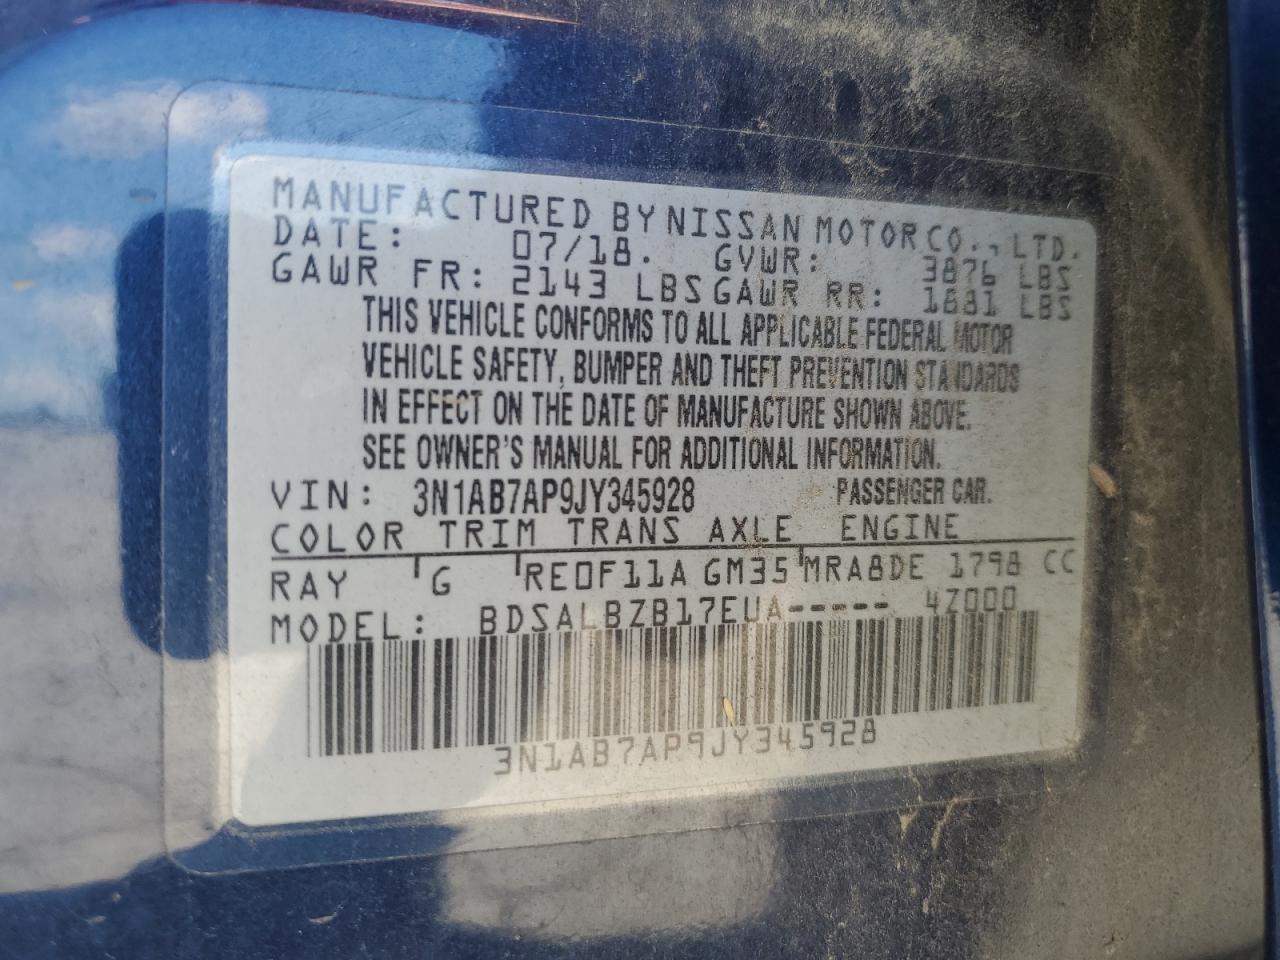 MANUFACTURED BY NISSAN MOTOR CO., LTD.
DATE: 07/18. GVWR: 3876 LBS
GAWR FR: 2143 LBS GAWR RR: 1881 LBS
THIS VEHICLE CONFORMS TO ALL APPLICABLE FEDERAL MOTOR
VEHICLE SAFETY, BUMPER AND THEFT PREVENTION STANDARDS
IN EFFECT ON THE DATE OF MANUFACTURE SHOWN ABOVE.
SEE OWNER'S MANUAL FOR ADDITIONAL INFORMATION.
VIN: 3N1AB7AP9JY345928 PASSENGER CAR.
COLOR TRIM TRANS AXLE ENGINE
RAY G RE0F11A GM35 MRA8DE 1798 CC
MODEL: BDSALBZB17EUA----- 4Z000
3N1AB7AP9JY345928